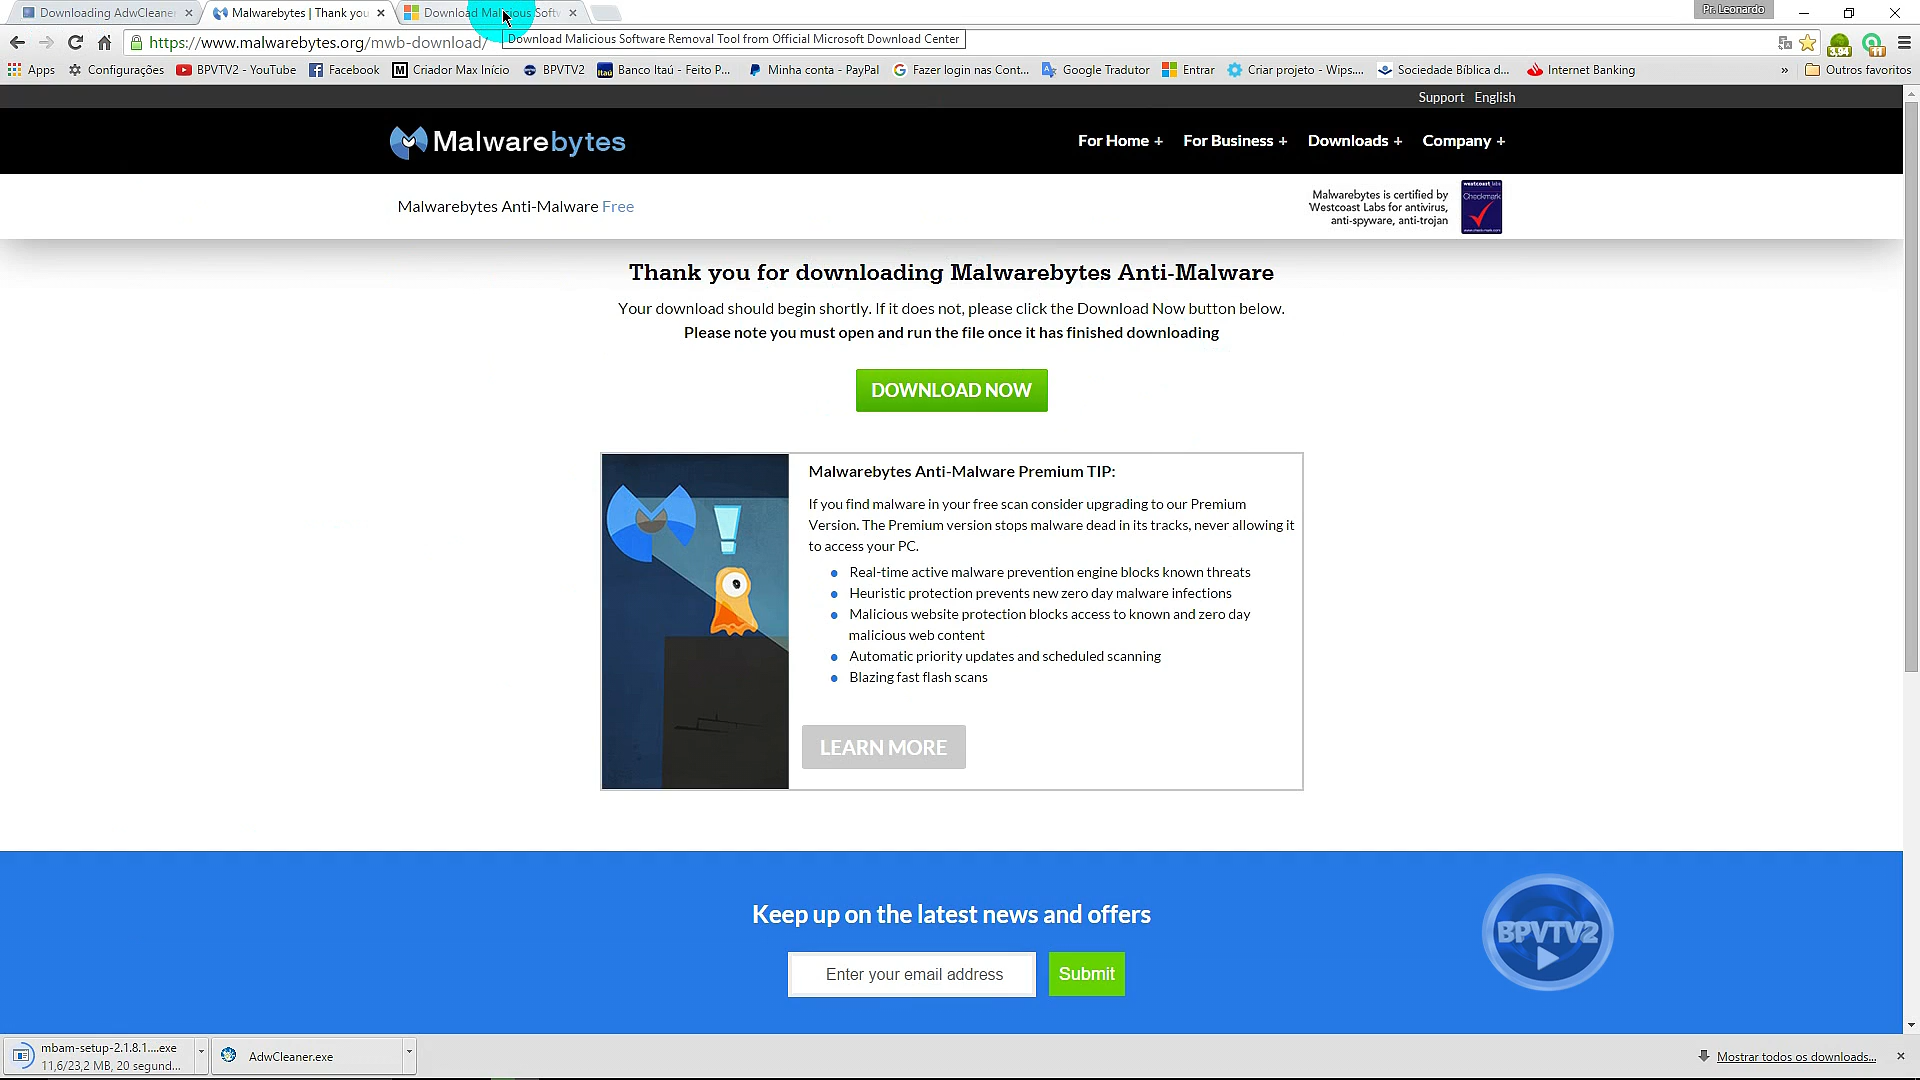 Downloading AdwCleaner
Malwarebytes | Thank you
Download Malicious Softw
Pr. Leonardo
https://www.malwarebytes.org/mwb-download/
Download Malicious Software Removal Tool from Official Microsoft Download Center
3.94
11
Apps
Configurações
BPVTV2 - YouTube
Facebook
Criador Max Início
BPVTV2
Banco Itaú - Feito P...
Minha conta - PayPal
Fazer login nas Cont...
Google Tradutor
Entrar
Criar projeto - Wips....
Sociedade Bíblica d...
Internet Banking
»
Outros favoritos
Support English
Malwarebytes
For Home +
For Business +
Downloads +
Company +
Malwarebytes Anti-Malware Free
Malwarebytes is certified by
Westcoast Labs for antivirus,
anti-spyware, anti-trojan
westcoast labs
Checkmark
Thank you for downloading Malwarebytes Anti-Malware
Your download should begin shortly. If it does not, please click the Download Now button below.
Please note you must open and run the file once it has finished downloading
DOWNLOAD NOW
Malwarebytes Anti-Malware Premium TIP:
If you find malware in your free scan consider upgrading to our Premium
Version. The Premium version stops malware dead in its tracks, never allowing it
to access your PC.
Real-time active malware prevention engine blocks known threats
Heuristic protection prevents new zero day malware infections
Malicious website protection blocks access to known and zero day
malicious web content
Automatic priority updates and scheduled scanning
Blazing fast flash scans
LEARN MORE
Keep up on the latest news and offers
Enter your email address
Submit
BPVTV2
mbam-setup-2.1.8.1....exe
11,6/23,2 MB, 20 segund...
AdwCleaner.exe
Mostrar todos os downloads...